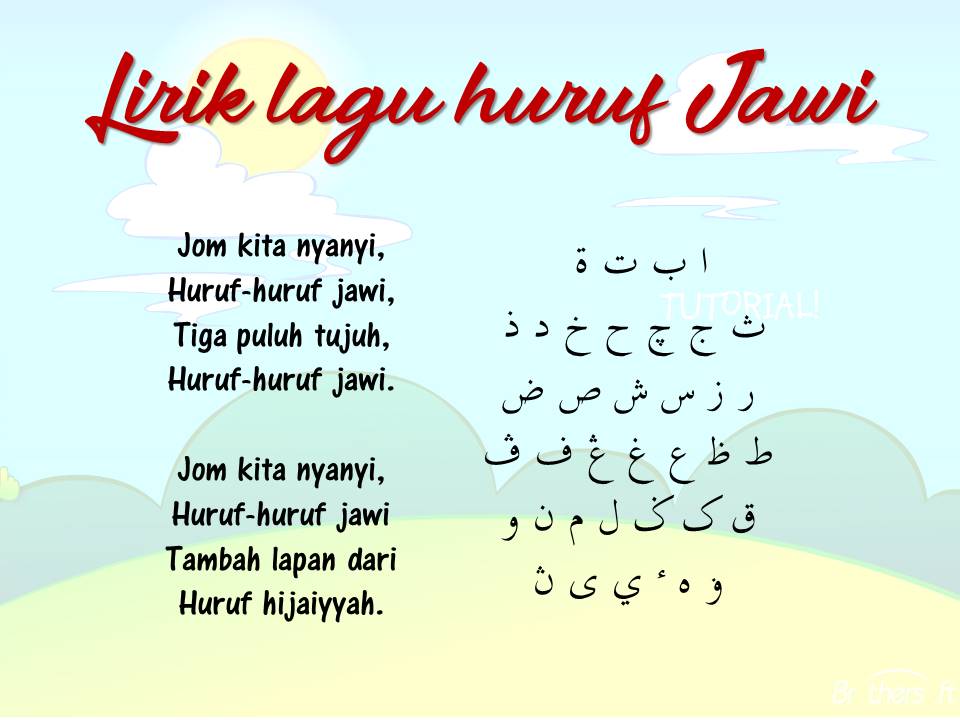 Lirik lagu huruf Jawi
Jom kita nyanyi,
Huruf-huruf jawi,
Tiga puluh tujuh,
Huruf-huruf jawi.
Jom kita nyanyi,
Huruf-huruf jawi
Tambah lapan dari
Huruf hijaiyyah.
ا ب ت ة
ث ج چ ح خ د ذ
ر ز س ش ص ض
ط ظ ع غ ڠ ف ڤ
ق ک ݢ ل م ن و
ۏ ه ء ي ى ڽ
TUTORIAL!